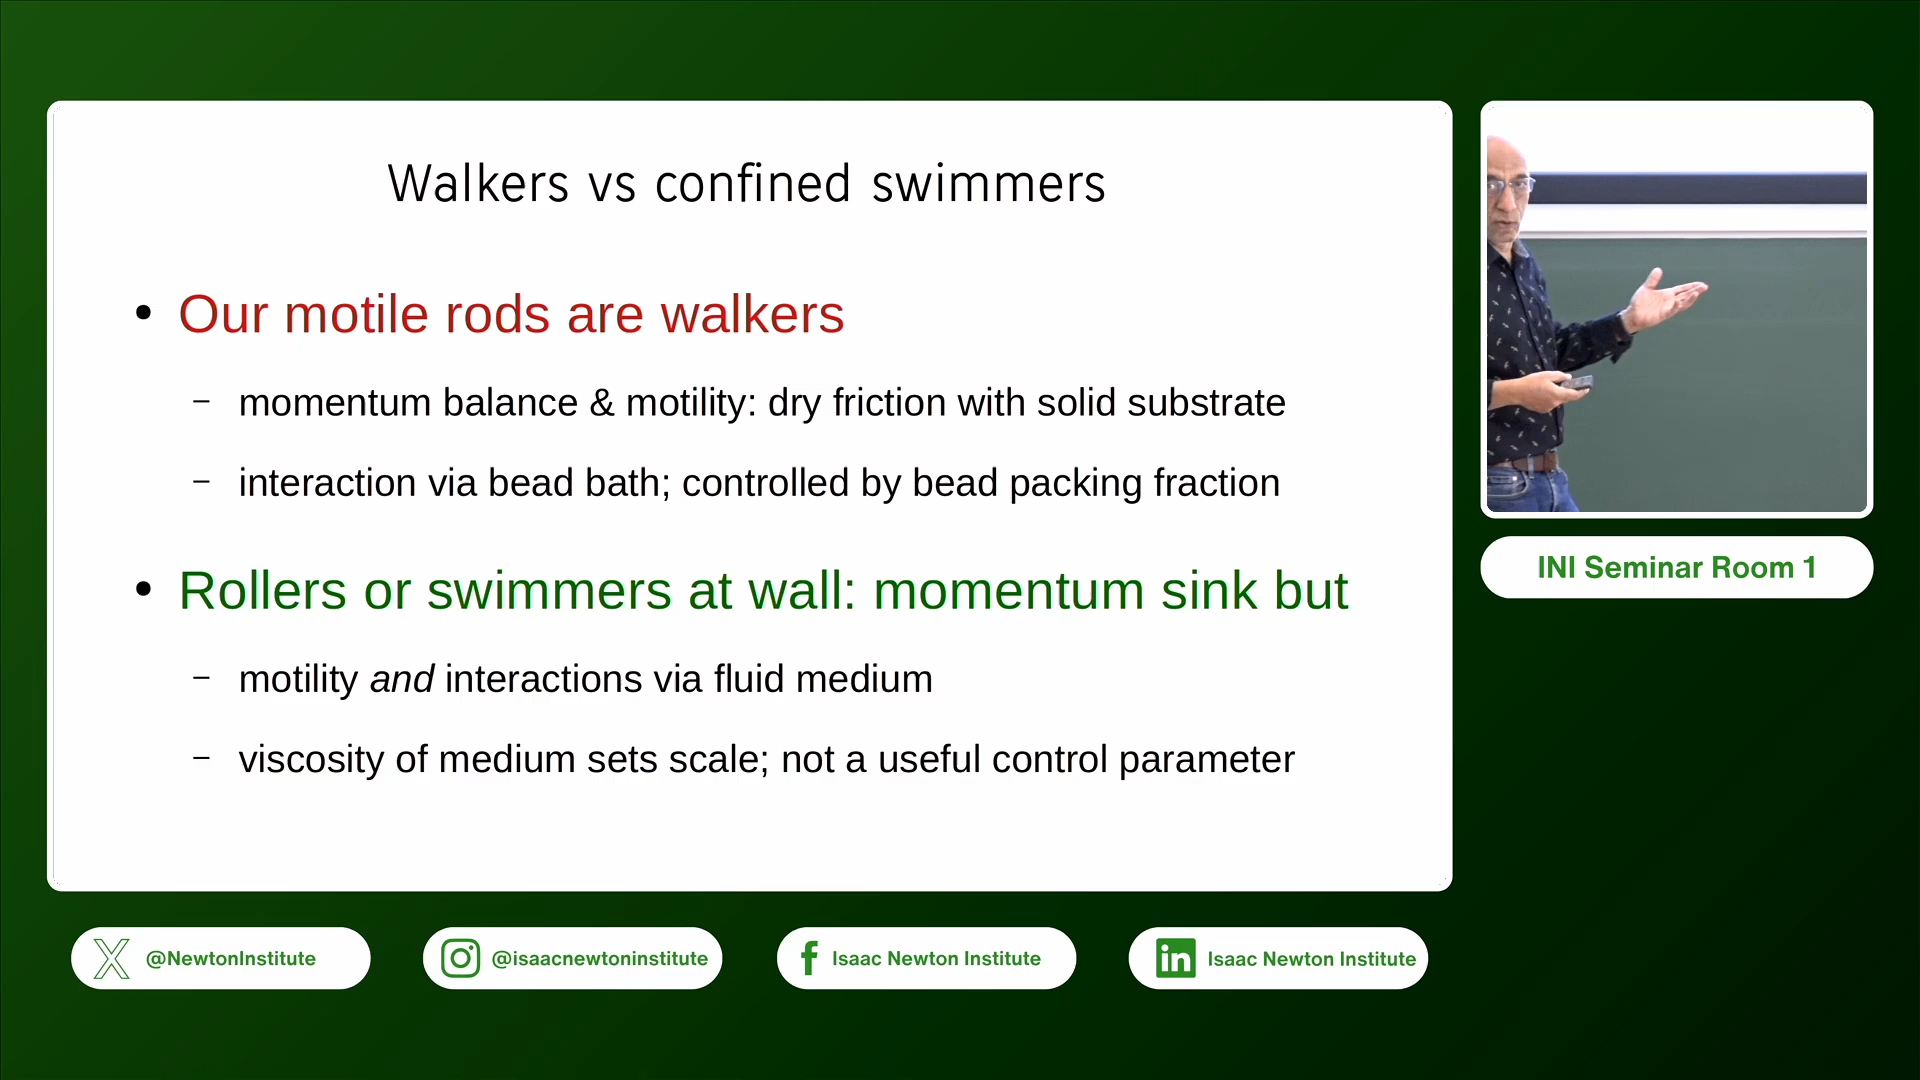 Walkers vs confined swimmers
• Our motile rods are walkers
– momentum balance & motility: dry friction with solid substrate
– interaction via bead bath; controlled by bead packing fraction
• Rollers or swimmers at wall: momentum sink but
– motility and interactions via fluid medium
– viscosity of medium sets scale; not a useful control parameter
INI Seminar Room 1
@NewtonInstitute
@isaacnewtoninstitute
Isaac Newton Institute
Isaac Newton Institute